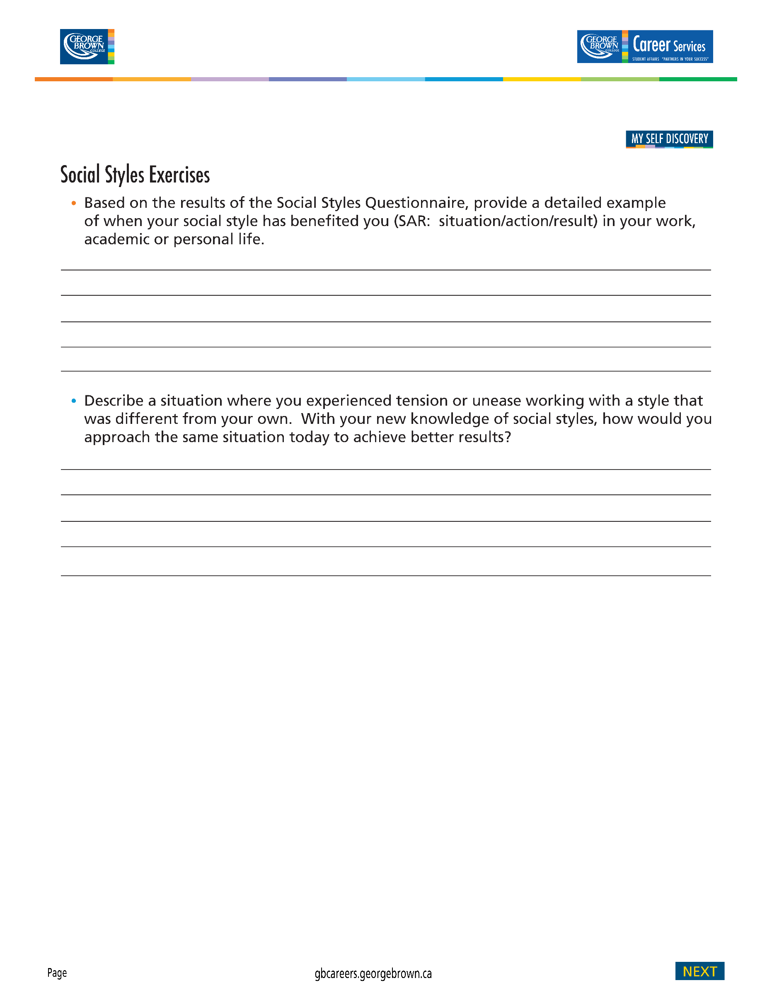 GEORGE
BROWN
COLLEGE
GEORGE
BROWN
COLLEGE
Career Services
STUDENT AFFAIRS "PARTNERS IN YOUR SUCCESS"
MY SELF DISCOVERY
Social Styles Exercises
• Based on the results of the Social Styles Questionnaire, provide a detailed example
of when your social style has benefited you (SAR: situation/action/result) in your work,
academic or personal life.
• Describe a situation where you experienced tension or unease working with a style that
was different from your own. With your new knowledge of social styles, how would you
approach the same situation today to achieve better results?
Page
gbcareers.georgebrown.ca
NEXT